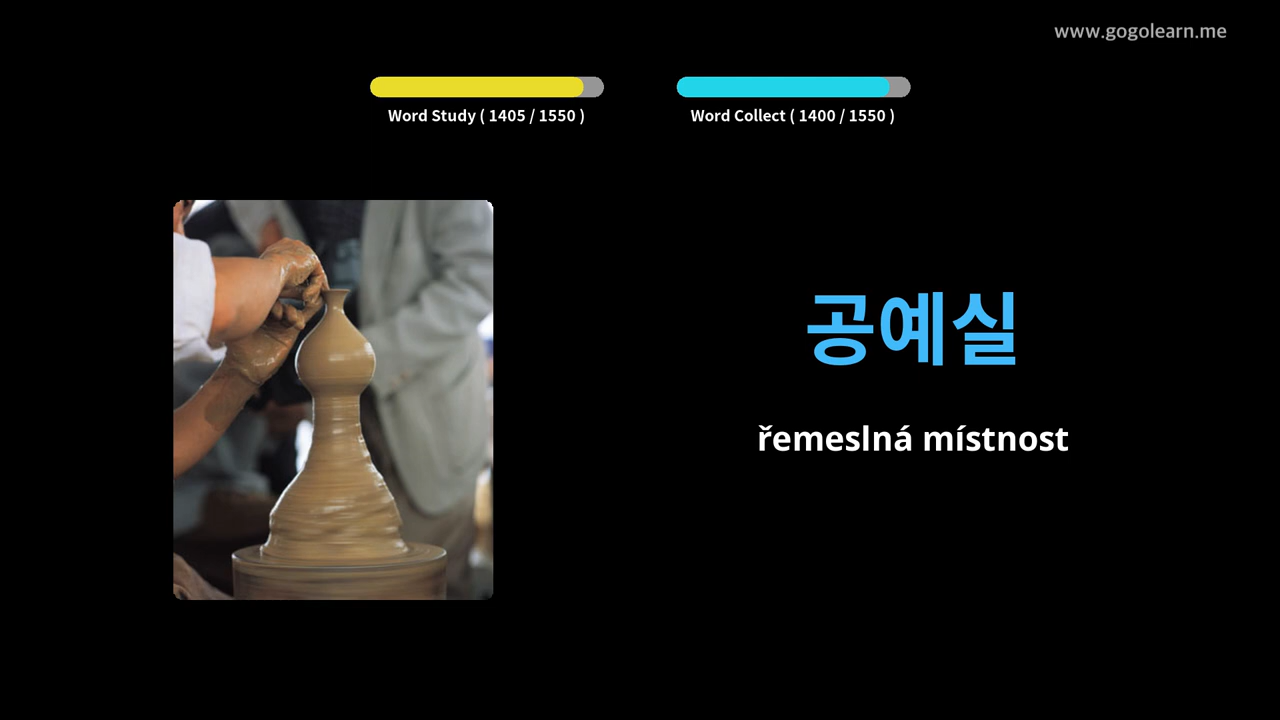 www.gogolearn.me
Word Study ( 1405 / 1550 )
Word Collect ( 1400 / 1550 )
공예실
řemeslná místnost